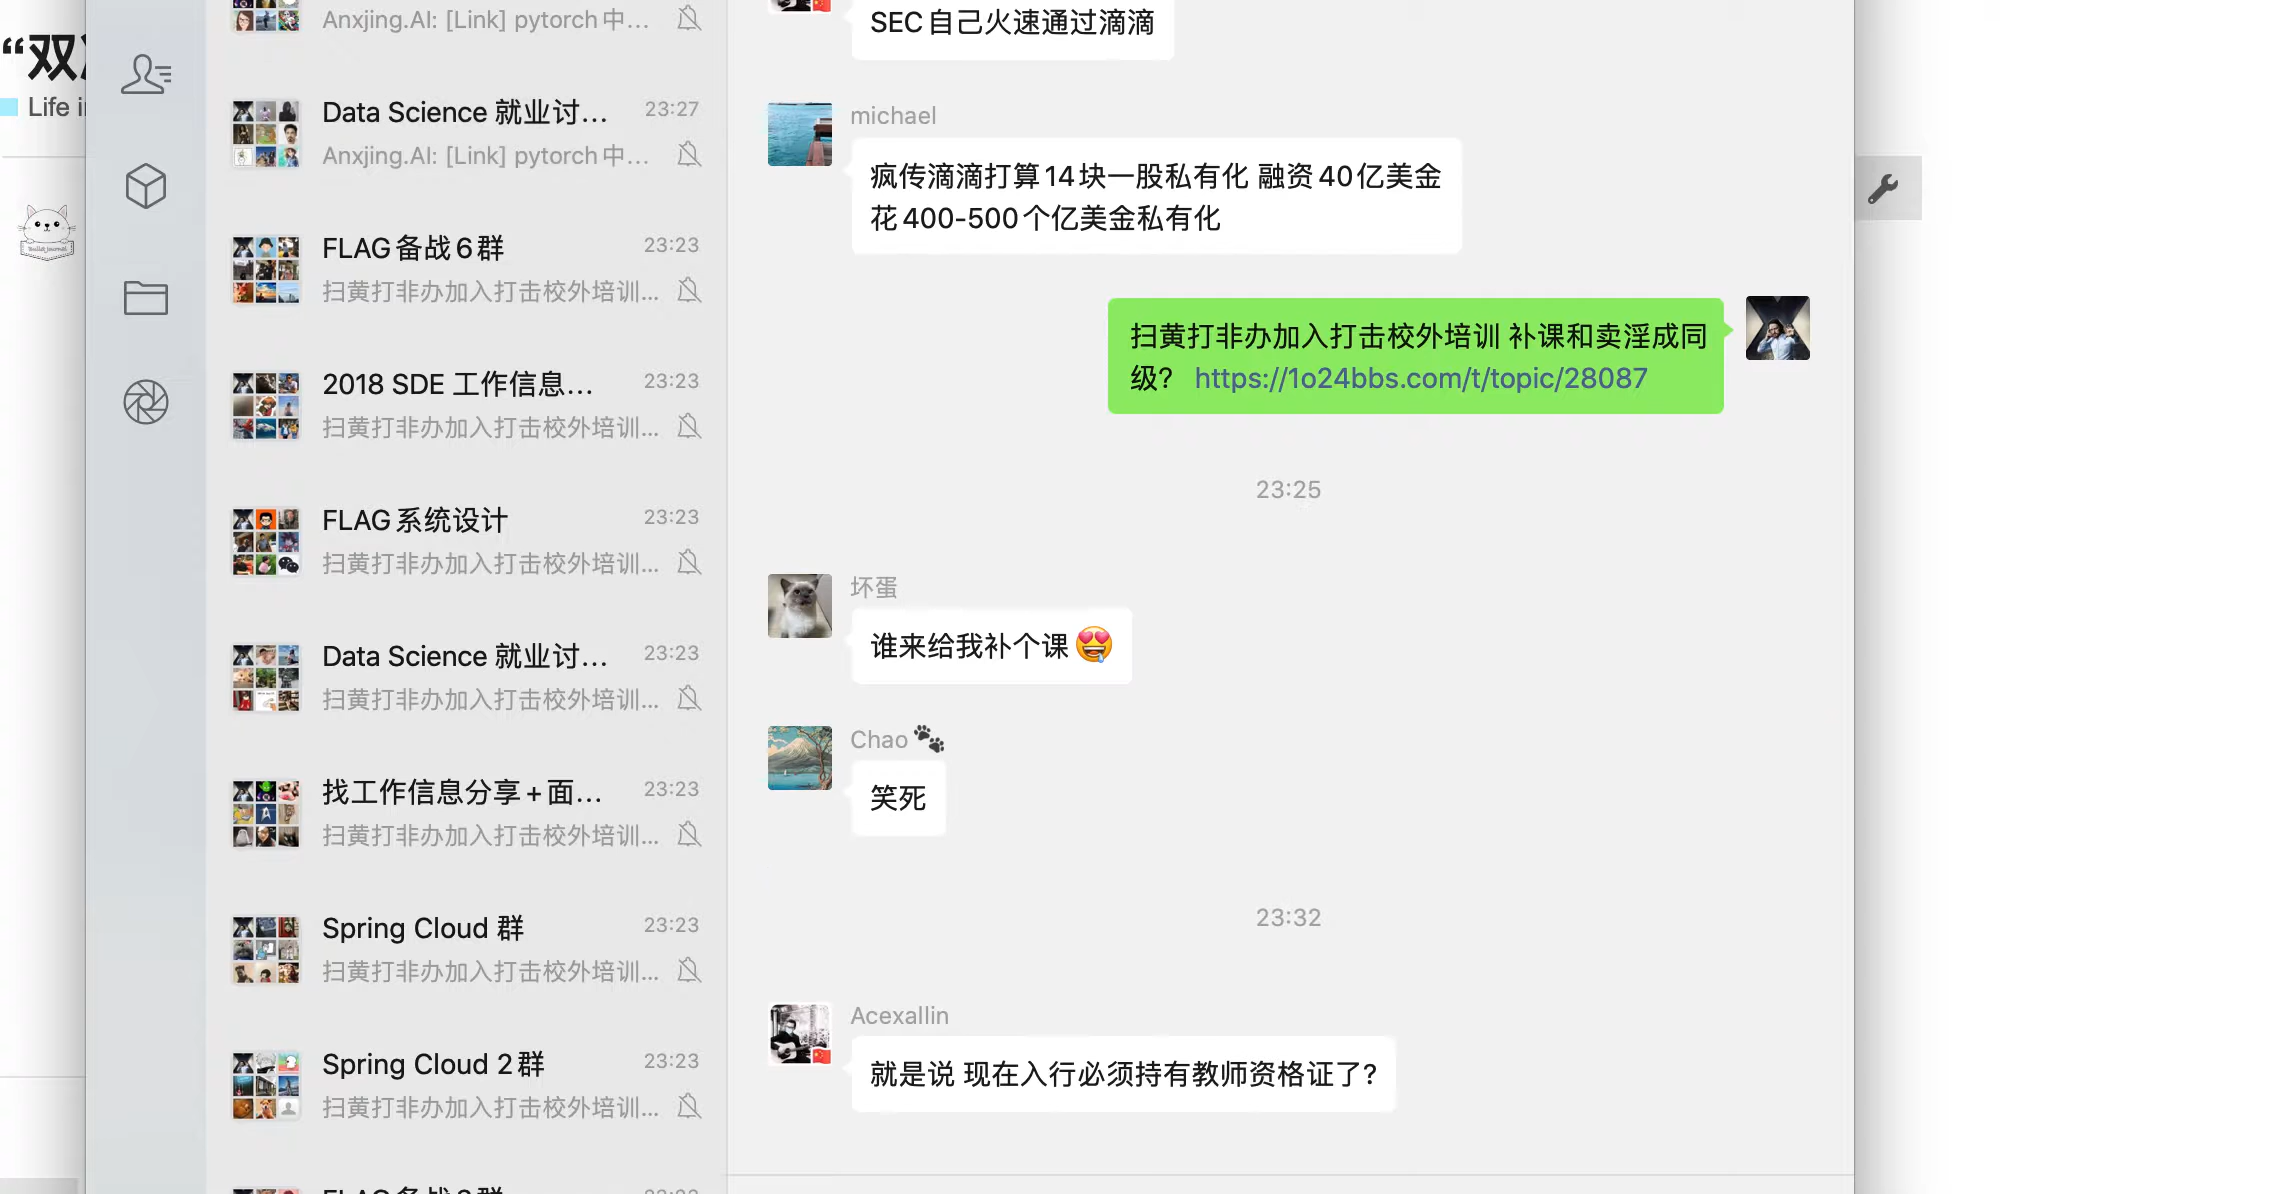 “双
Life i
Anxjing.AI: [Link] pytorch中...
Data Science 就业讨... 23:27
Anxjing.AI: [Link] pytorch中...
FLAG备战6群 23:23
扫黄打非办加入打击校外培训...
2018 SDE 工作信息... 23:23
扫黄打非办加入打击校外培训...
FLAG系统设计 23:23
扫黄打非办加入打击校外培训...
Data Science 就业讨... 23:23
扫黄打非办加入打击校外培训...
找工作信息分享+面... 23:23
扫黄打非办加入打击校外培训...
Spring Cloud 群 23:23
扫黄打非办加入打击校外培训...
Spring Cloud 2群 23:23
扫黄打非办加入打击校外培训...
SEC自己火速通过滴滴
michael
疯传滴滴打算14块一股私有化 融资40亿美金
花400-500个亿美金私有化
扫黄打非办加入打击校外培训 补课和卖淫成同
级？ https://1o24bbs.com/t/topic/28087
23:25
坏蛋
谁来给我补个课🤩
Chao🐾
笑死
23:32
Acexallin
就是说 现在入行必须持有教师资格证了?